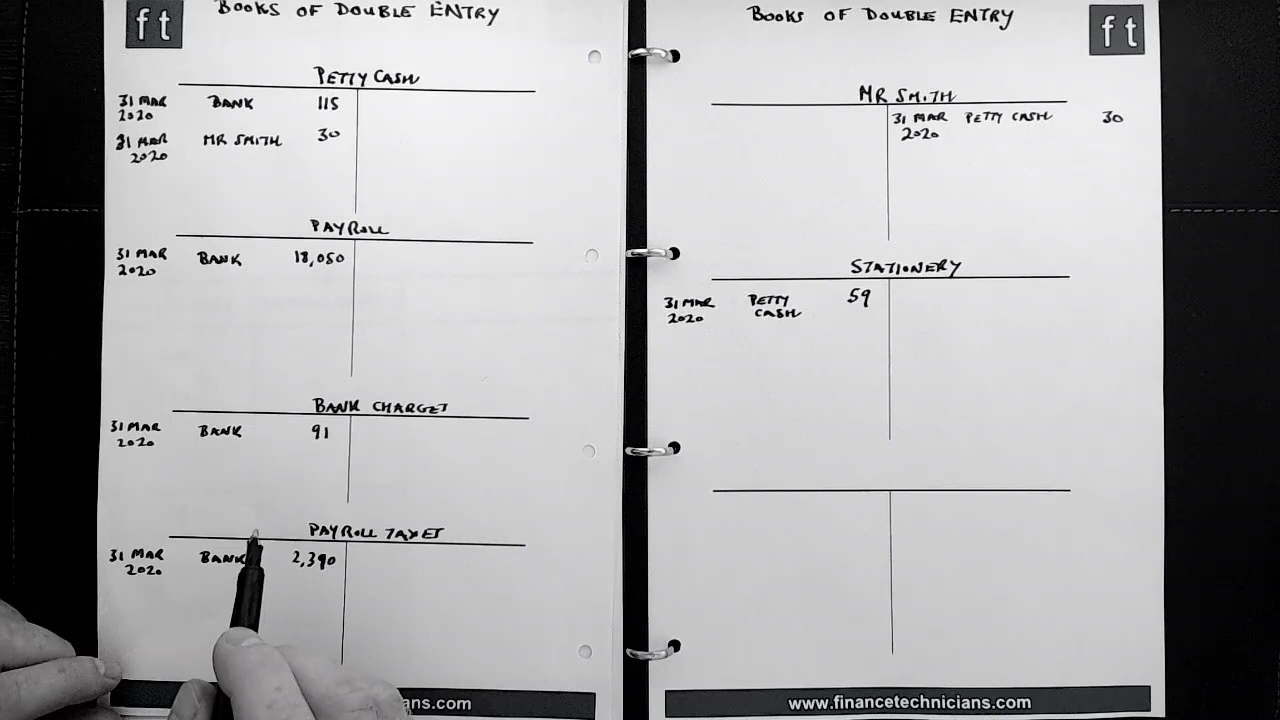 ft
BOOKS OF DOUBLE ENTRY
PETTY CASH
31 MAR BANK 115
2020
31 MAR MR SMITH 30
2020
PAYROLL
31 MAR BANK 18,050
2020
BANK CHARGES
31 MAR BANK 91
2020
PAYROLL TAXES
31 MAR BANK 2,390
2020
ans.com
BOOKS OF DOUBLE ENTRY
ft
MR SMITH
31 MAR PETTY CASH 30
2020
STATIONERY
31 MAR PETTY 59
2020 CASH
www.financetechnicians.com